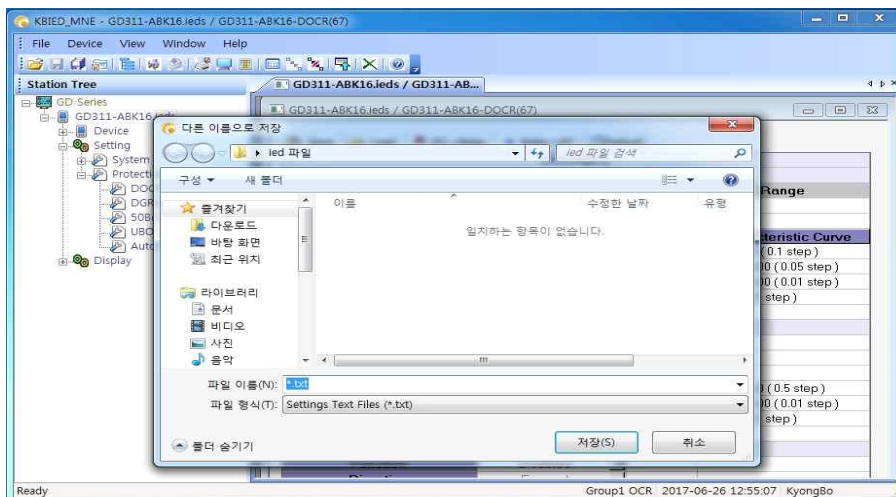 KBIED_MNE - GD311-ABK16.ieds / GD311-ABK16-DOCR(67)
File Device View Window Help
Station Tree
GD311-ABK16.ieds / GD311-AB...
GD Series
GD311-ABK16.ieds
Device
Setting
System
Protecti
DOC
DGR
50B
UBO
Auto
Display
GD311-ABK16.ieds / GD311-ABK16-DOCR(67)
다른 이름으로 저장
ied 파일
ied 파일 검색
구성 새 폴더
즐겨찾기
다운로드
바탕 화면
최근 위치
라이브러리
문서
비디오
사진
음악
이름 수정한 날짜 유형
일치하는 항목이 없습니다.
파일 이름(N): *.txt
파일 형식(T): Settings Text Files (*.txt)
폴더 숨기기
저장(S) 취소
Range
cteristic Curve
(0.1 step)
00 (0.05 step)
00 (0.01 step)
step)
(0.5 step)
00 (0.01 step)
step)
Ready
Group1 OCR 2017-06-26 12:55:07 KyongBo